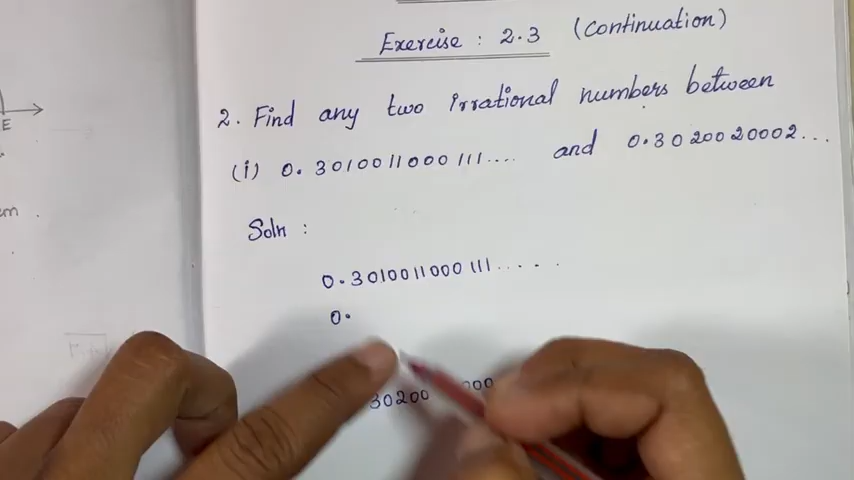 Exercise : 2.3 (Continuation)
2. Find any two irrational numbers between
(i) 0.3010011000111.... and 0.3020020002...
Soln :
0.3010011000111.....
0.
E